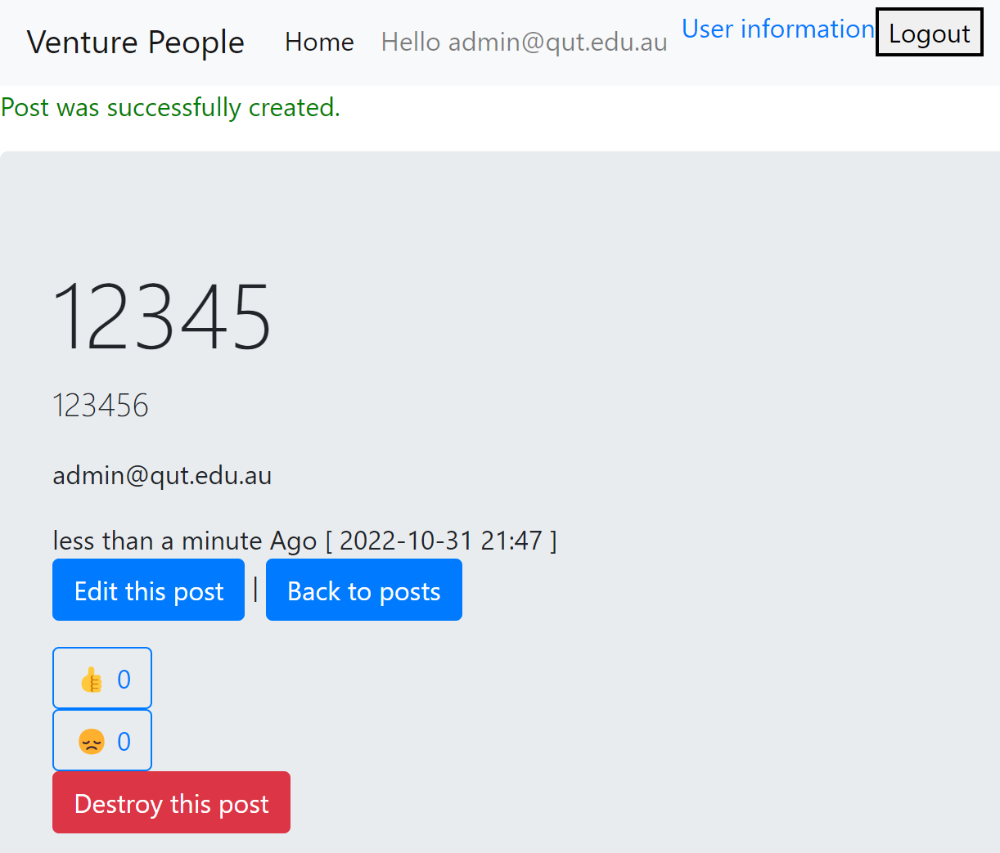 Venture People Home Hello admin@qut.edu.au User information Logout
Post was successfully created.
12345
123456
admin@qut.edu.au
less than a minute Ago [ 2022-10-31 21:47 ]
Edit this post | Back to posts
👍 0
😞 0
Destroy this post